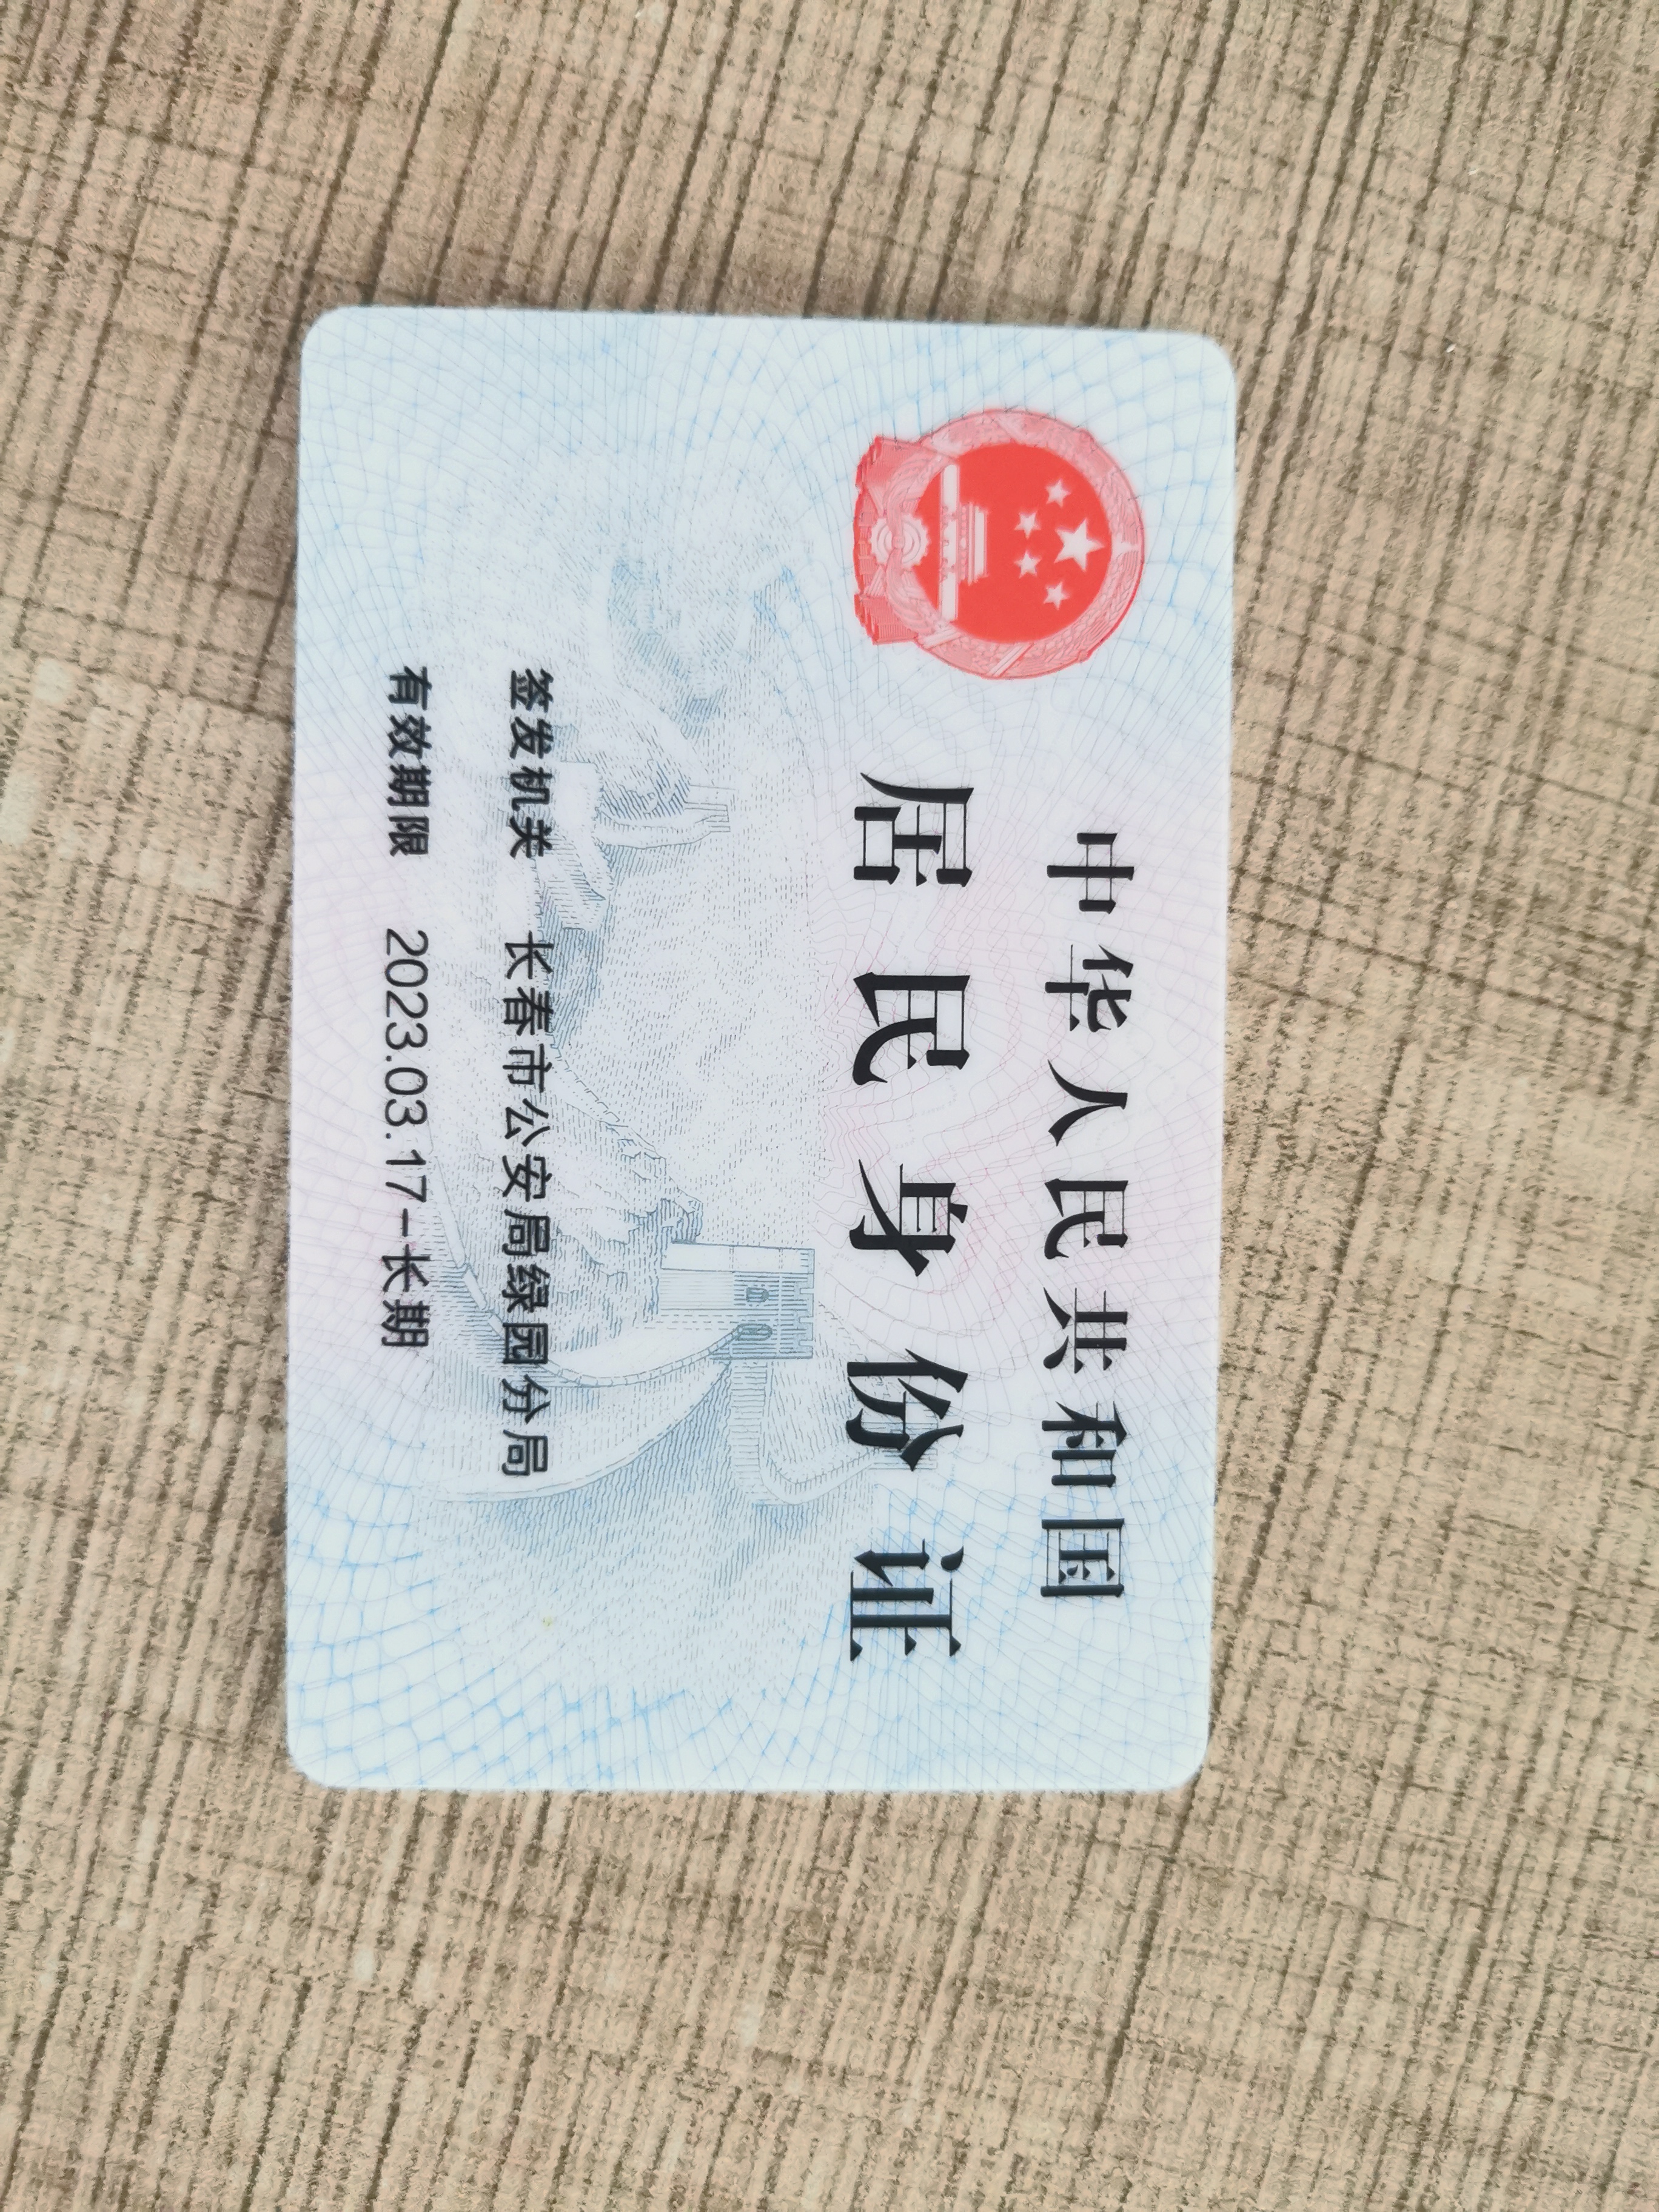 中华人民共和国
居民身份证
签发机关 长春市公安局绿园分局
有效期限 2023.03.17-长期